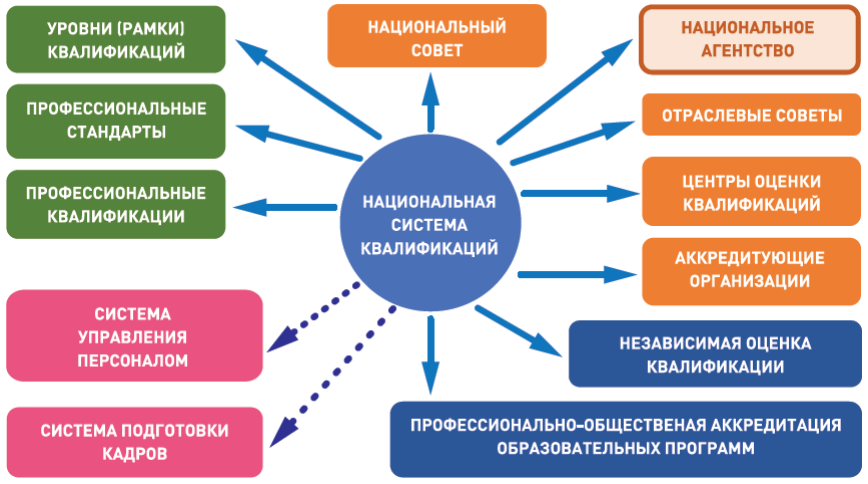 УРОВНИ (РАМКИ)
КВАЛИФИКАЦИЙ
НАЦИОНАЛЬНЫЙ
СОВЕТ
НАЦИОНАЛЬНОЕ
АГЕНТСТВО
ПРОФЕССИОНАЛЬНЫЕ
СТАНДАРТЫ
ОТРАСЛЕВЫЕ СОВЕТЫ
ПРОФЕССИОНАЛЬНЫЕ
КВАЛИФИКАЦИИ
НАЦИОНАЛЬНАЯ
СИСТЕМА
КВАЛИФИКАЦИЙ
ЦЕНТРЫ ОЦЕНКИ
КВАЛИФИКАЦИЙ
АККРЕДИТУЮЩИЕ
ОРГАНИЗАЦИИ
СИСТЕМА
УПРАВЛЕНИЯ
ПЕРСОНАЛОМ
НЕЗАВИСИМАЯ ОЦЕНКА
КВАЛИФИКАЦИИ
СИСТЕМА ПОДГОТОВКИ
КАДРОВ
ПРОФЕССИОНАЛЬНО-ОБЩЕСТВЕНАЯ АККРЕДИТАЦИЯ
ОБРАЗОВАТЕЛЬНЫХ ПРОГРАММ